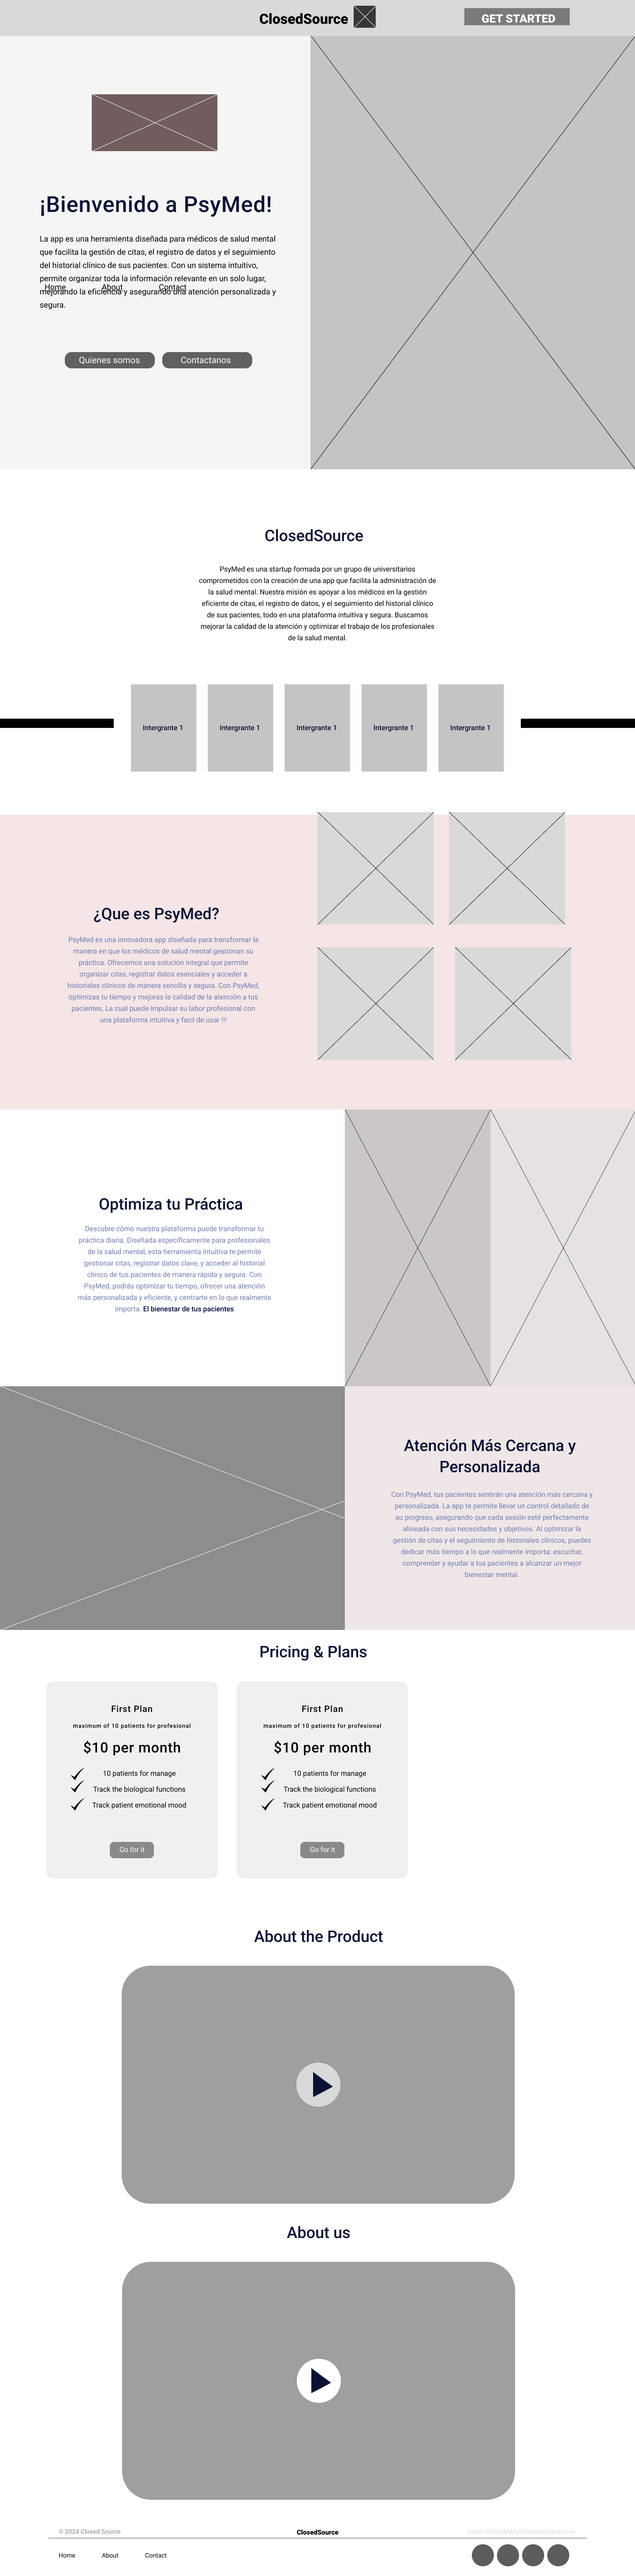 ClosedSource
GET STARTED
¡Bienvenido a PsyMed!
La app es una herramienta diseñada para médicos de salud mental
que facilita la gestión de citas, el registro de datos y el seguimiento
del historial clínico de sus pacientes. Con un sistema intuitivo,
permite organizar toda la información relevante en un solo lugar,
Home About Contact
mejorando la eficiencia y asegurando una atención personalizada y
segura.
Quienes somos Contactanos
ClosedSource
PsyMed es una startup formada por un grupo de universitarios
comprometidos con la creación de una app que facilita la administración de
la salud mental. Nuestra misión es apoyar a los médicos en la gestión
eficiente de citas, el registro de datos, y el seguimiento del historial clínico
de sus pacientes, todo en una plataforma intuitiva y segura. Buscamos
mejorar la calidad de la atención y optimizar el trabajo de los profesionales
de la salud mental.
Intergrante 1 Intergrante 1 Intergrante 1 Intergrante 1 Intergrante 1
¿Que es PsyMed?
PsyMed es una innovadora app diseñada para transformar la
manera en que los médicos de salud mental gestionan su
práctica. Ofrecemos una solución integral que permite
organizar citas, registrar datos esenciales y acceder a
historiales clínicos de manera sencilla y segura. Con PsyMed,
optimizas tu tiempo y mejoras la calidad de la atención a tus
pacientes, La cual puede impulsar su labor profesional con
una plataforma intuitiva y facil de usar !!!
Optimiza tu Práctica
Descubre cómo nuestra plataforma puede transformar tu
práctica diaria. Diseñada específicamente para profesionales
de la salud mental, esta herramienta intuitiva te permite
gestionar citas, registrar datos clave, y acceder al historial
clínico de tus pacientes de manera rápida y segura. Con
PsyMed, podrás optimizar tu tiempo, ofrecer una atención
más personalizada y eficiente, y centrarte en lo que realmente
importa. El bienestar de tus pacientes
Atención Más Cercana y
Personalizada
Con PsyMed, tus pacientes sentirán una atención más cercana y
personalizada. La app te permite llevar un control detallado de
su progreso, asegurando que cada sesión esté perfectamente
alineada con sus necesidades y objetivos. Al optimizar la
gestión de citas y el seguimiento de historiales clínicos, puedes
dedicar más tiempo a lo que realmente importa: escuchar,
comprender y ayudar a tus pacientes a alcanzar un mejor
bienestar mental.
Pricing & Plans
First Plan
maximum of 10 patients for profesional
$10 per month
10 patients for manage
Track the biological functions
Track patient emotional mood
Go for it
First Plan
maximum of 10 patients for profesional
$10 per month
10 patients for manage
Track the biological functions
Track patient emotional mood
Go for it
About the Product
About us
© 2024 Closed Source
ClosedSource
Home About Contact